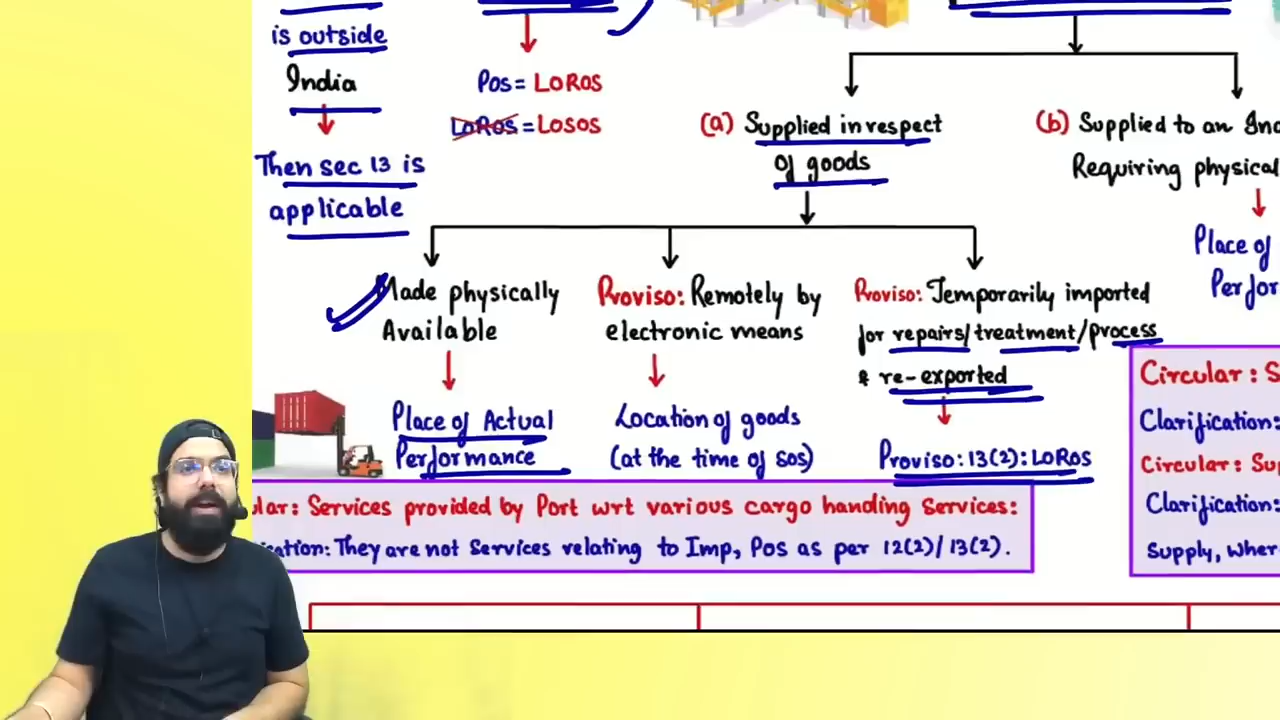 is outside
India
Then sec 13 is
applicable
Pos = LOROS
LoRos = LOSOS
(a) Supplied in respect
Of goods
(b) Supplied to an
Requiring physical
Place of
Made physically
Available
Place of Actual
Performance
Proviso: Remotely by
electronic means
Location of goods
(at the time of sos)
Proviso: Temporarily imported
for repairs/treatment/process
& re-exported
Proviso: 13(2): LOROS
Services provided by Port wrt various cargo handing Services:
They are not Services relating to Imp, Pos as per 12(2)/13(2).
Circular:
Clarification:
Circular:
Clarification:
Supply,